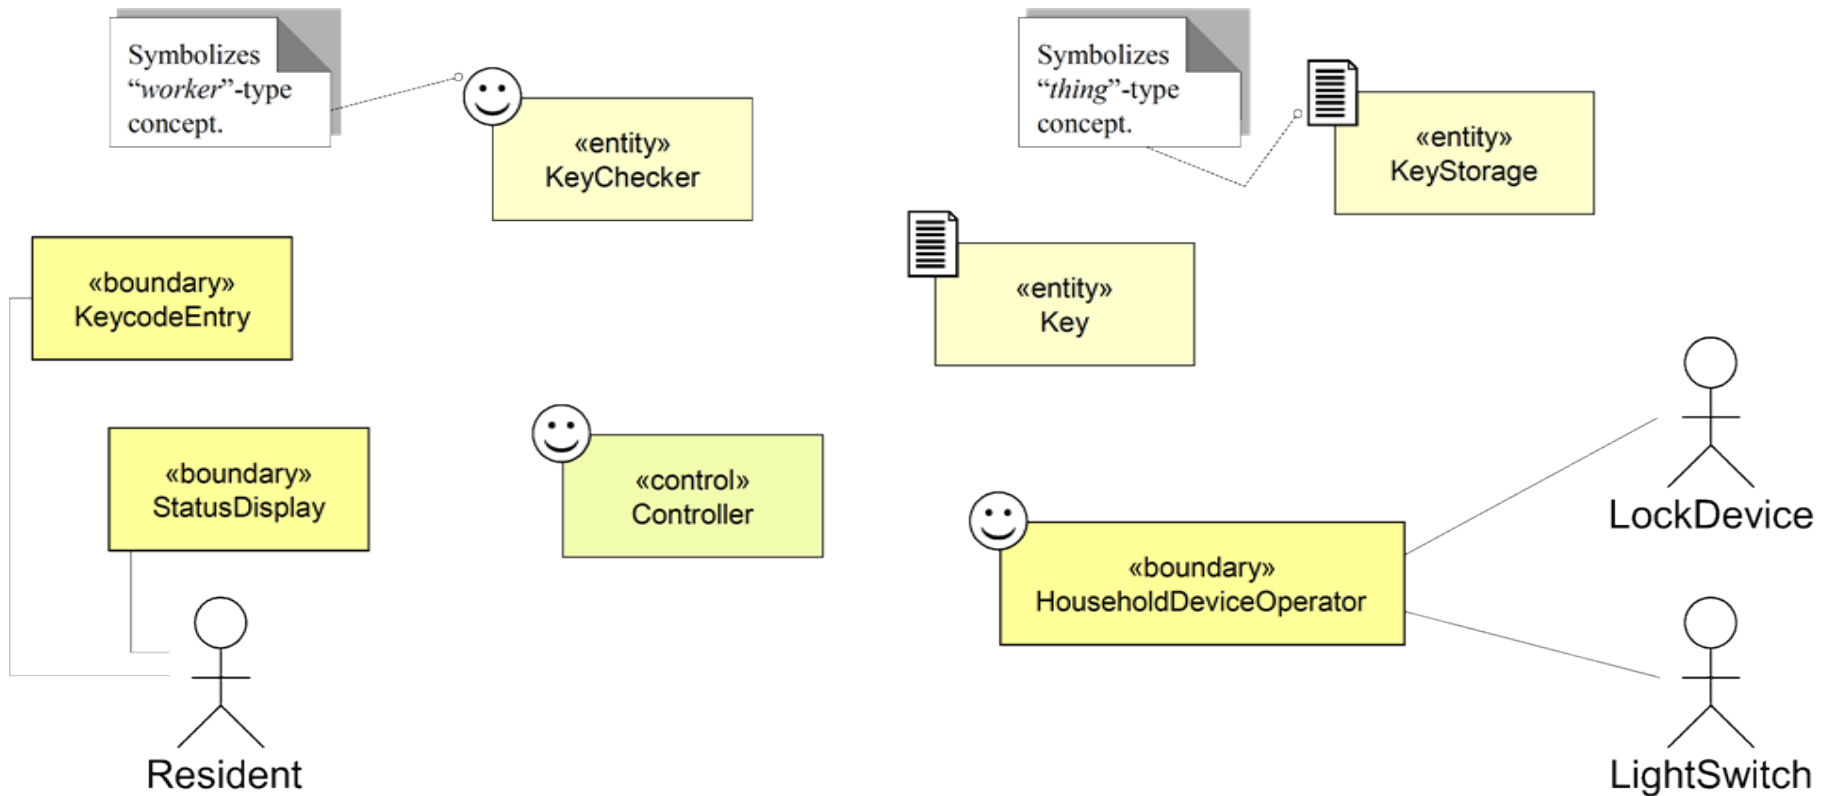 Symbolizes
“worker”-type
concept.
«entity»
KeyChecker
Symbolizes
“thing”-type
concept.
«entity»
KeyStorage
«boundary»
KeycodeEntry
«entity»
Key
«boundary»
StatusDisplay
«control»
Controller
LockDevice
«boundary»
HouseholdDeviceOperator
Resident
LightSwitch